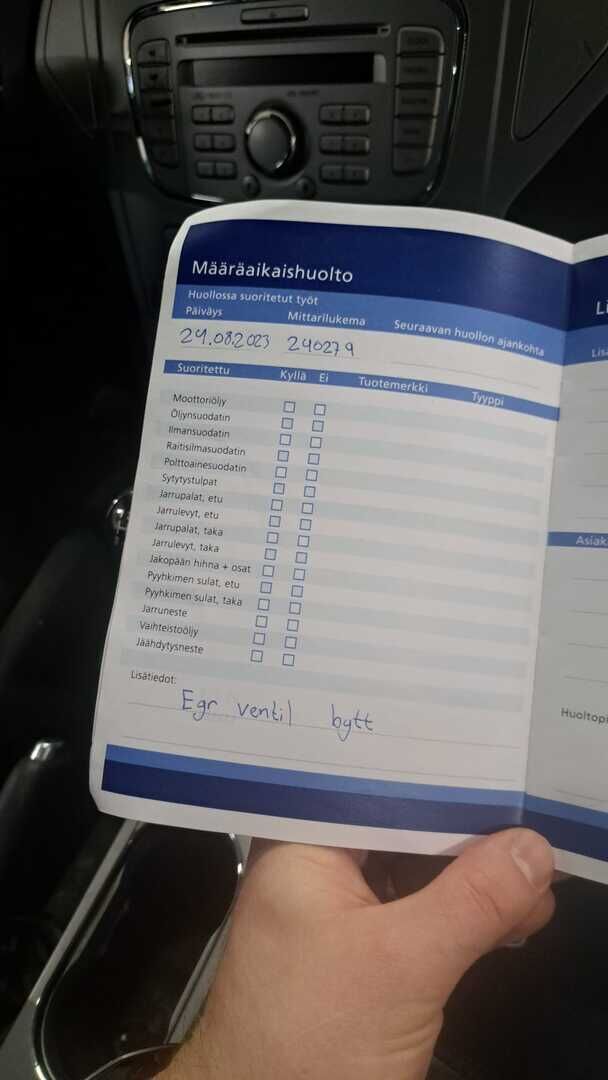 Määräaikaishuolto
Huollossa suoritetut työt
Päiväys Mittarilukema Seuraavan huollon ajankohta
29.08.2023 240279
Suoritettu Kyllä Ei Tuotemerkki Tyyppi
Moottoriöljy
Öljynsuodatin
Ilmansuodatin
Raitisilmasuodatin
Polttoainesuodatin
Sytytystulpat
Jarrupalat, etu
Jarrulevyt, etu
Jarrupalat, taka
Jarrulevyt, taka
Jakopään hihna + osat
Pyyhkimen sulat, etu
Pyyhkimen sulat, taka
Jarruneste
Vaihteistoöljy
Jäähdytysneste
Lisätiedot:
Egr ventil bytt